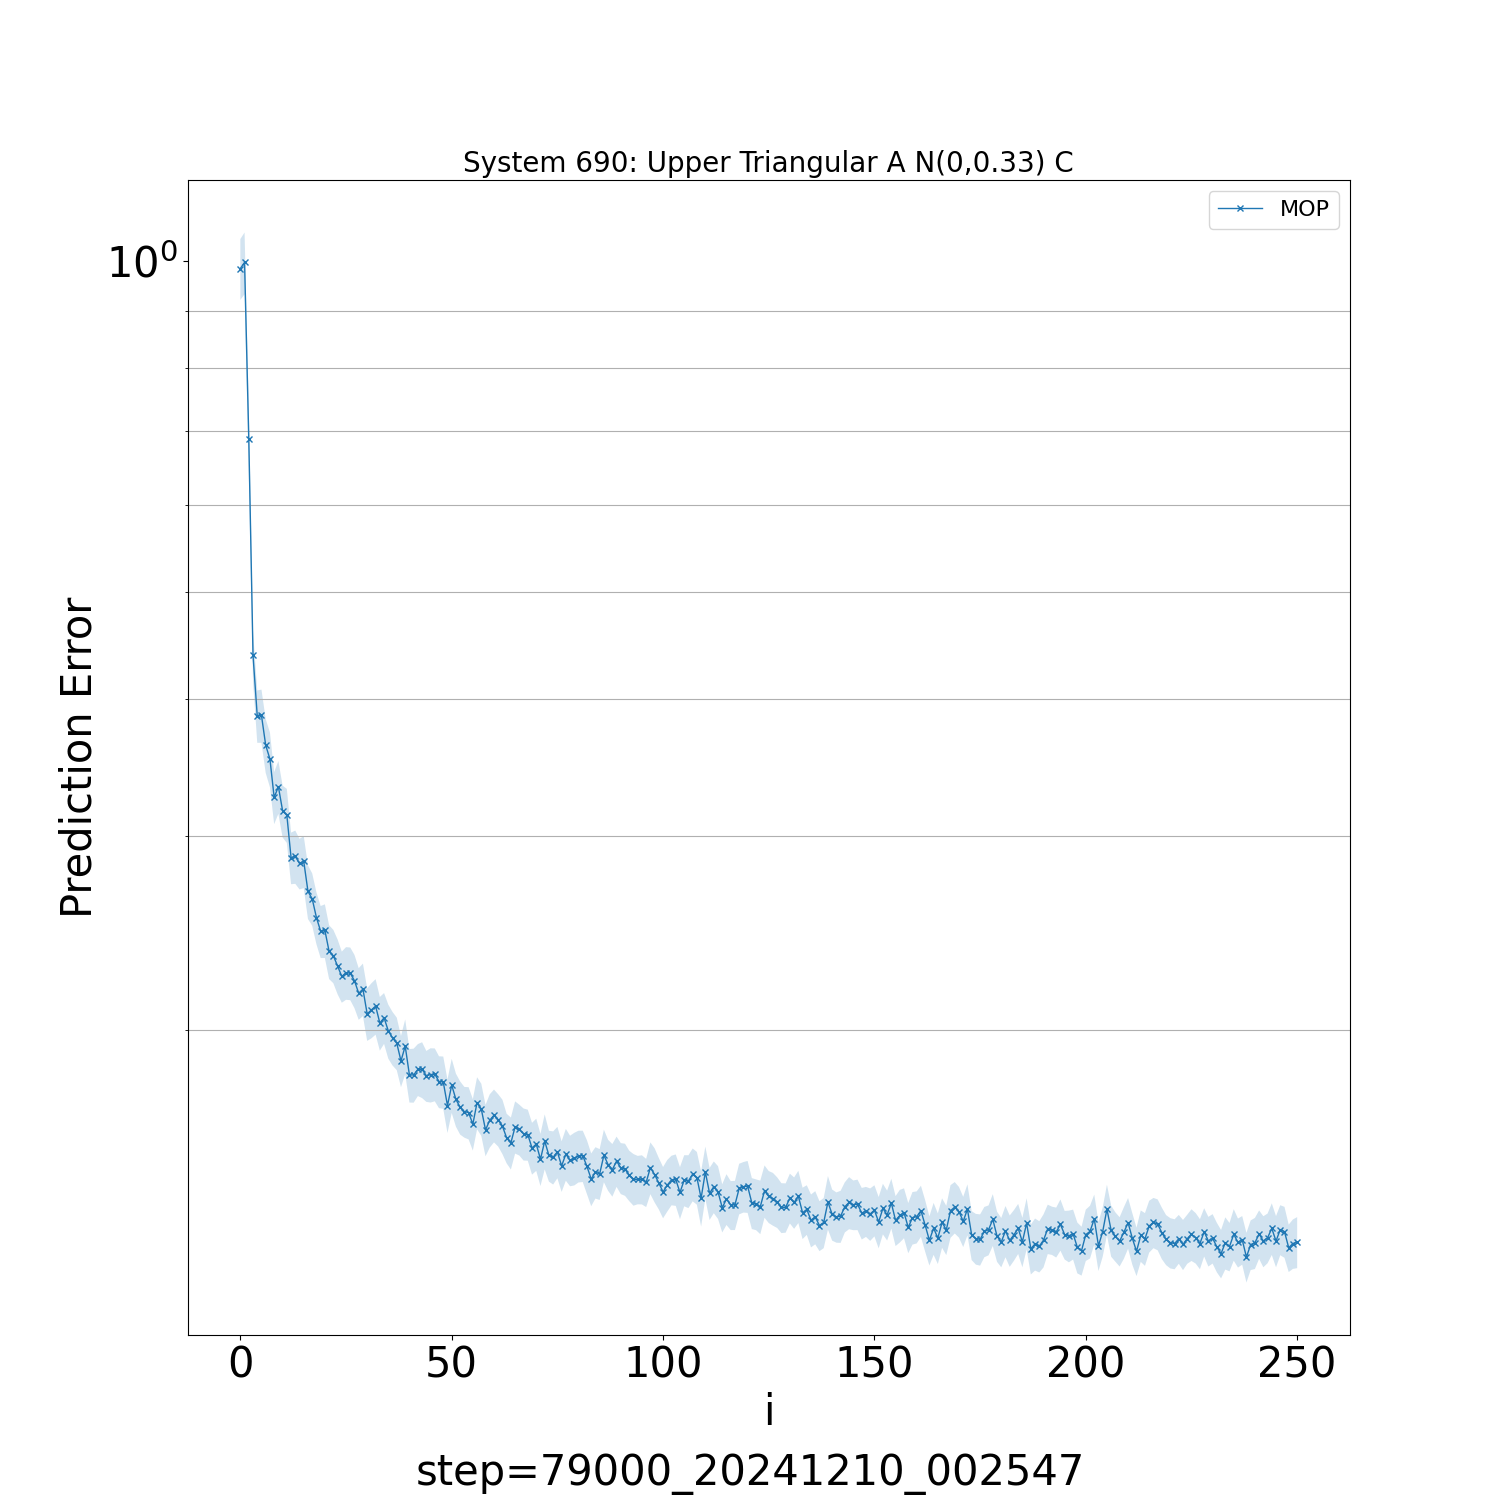 System 690: Upper Triangular A N(0,0.33) C
MOP
10⁰
Prediction Error
0 50 100 150 200 250
i
step=79000_20241210_002547